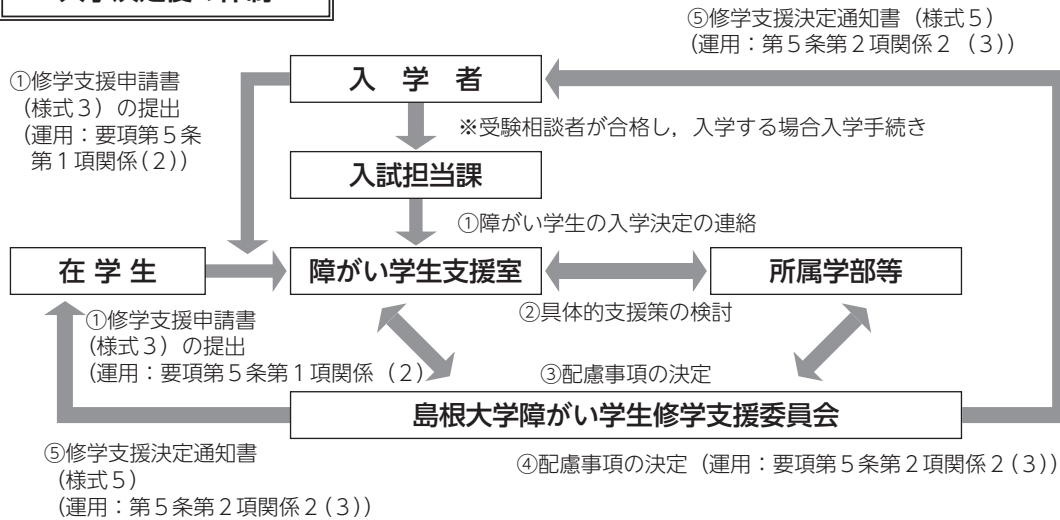 ⑤修学支援決定通知書（様式５）
（運用：第５条第２項関係２（３））
①修学支援申請書
（様式３）の提出
（運用：要項第５条
第１項関係（２））
入　学　者
※受験相談者が合格し，入学する場合入学手続き
入試担当課
①障がい学生の入学決定の連絡
在 学 生
障がい学生支援室
所属学部等
②具体的支援策の検討
①修学支援申請書
（様式３）の提出
（運用：要項第５条第１項関係（２）
③配慮事項の決定
島根大学障がい学生修学支援委員会
⑤修学支援決定通知書
（様式５）
（運用：第５条第２項関係２（３））
④配慮事項の決定（運用：要項第５条第２項関係２（３））